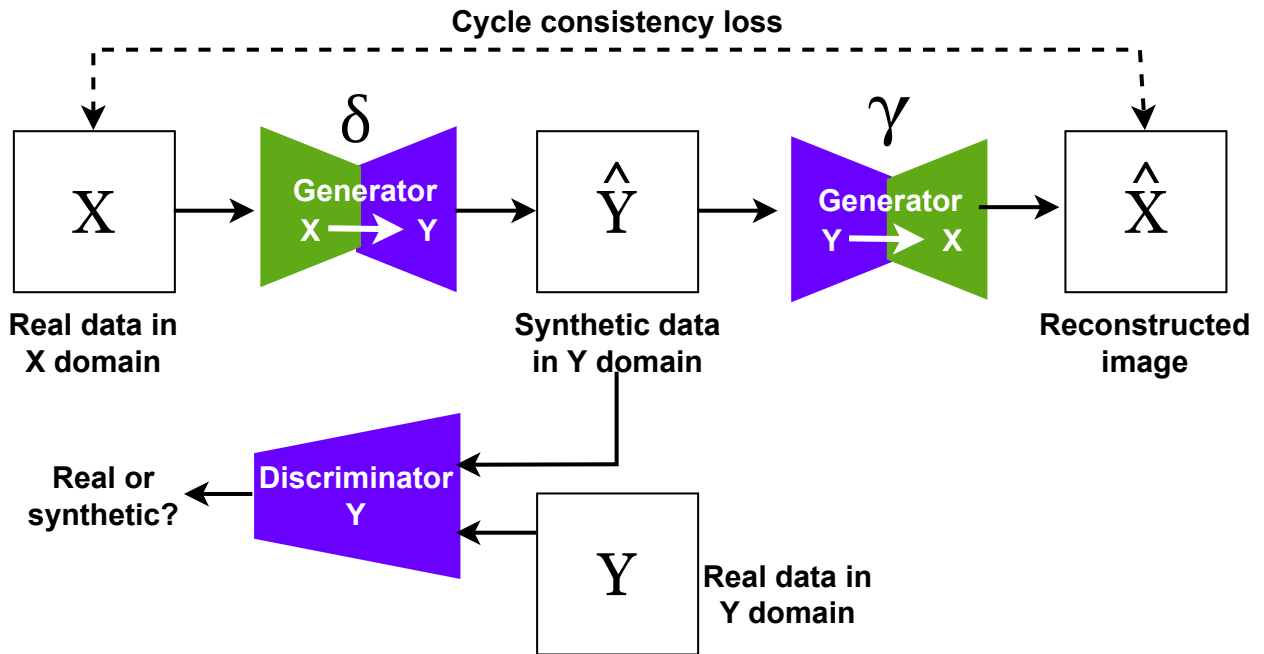 Cycle consistency loss
δ
γ
X
Generator
X Y
Ŷ
Generator
Y X
X̂
Real data in
X domain
Synthetic data
in Y domain
Reconstructed
image
Real or
synthetic?
Discriminator
Y
Y
Real data in
Y domain